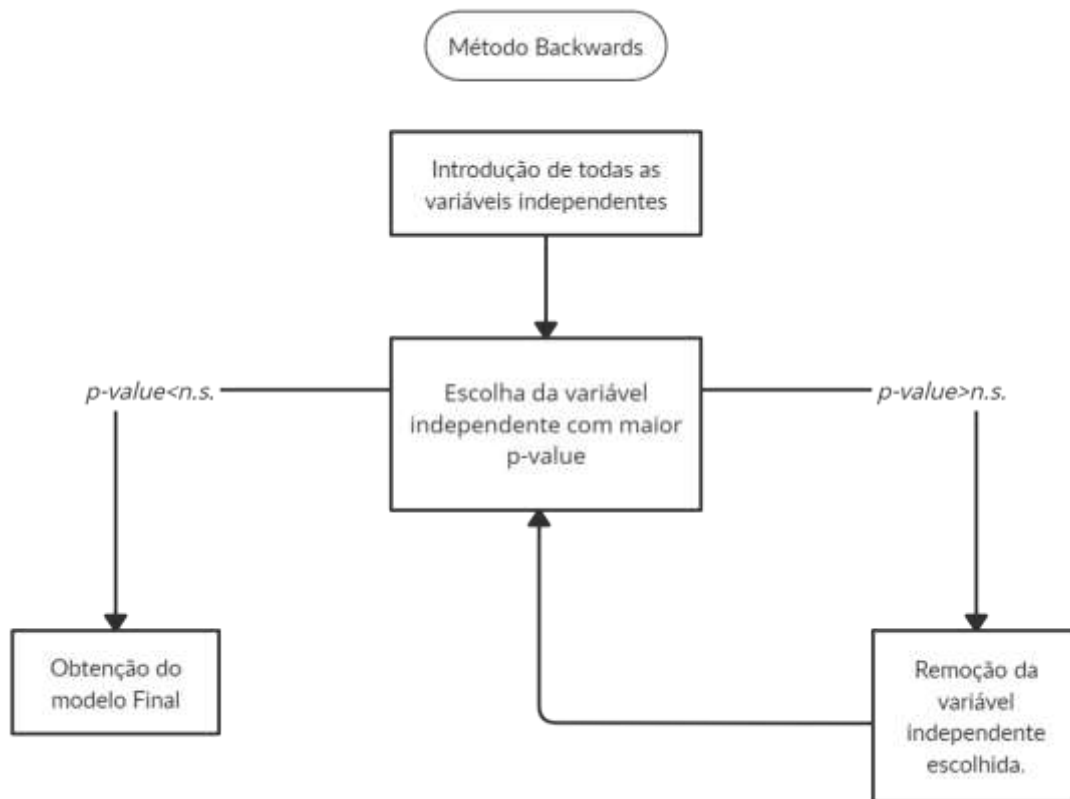 Método Backwards
Introdução de todas as
variáveis independentes
p-value<n.s.
Escolha da variável
independente com maior
p-value
p-value>n.s.
Obtenção do
modelo Final
Remoção da
variável
independente
escolhida.